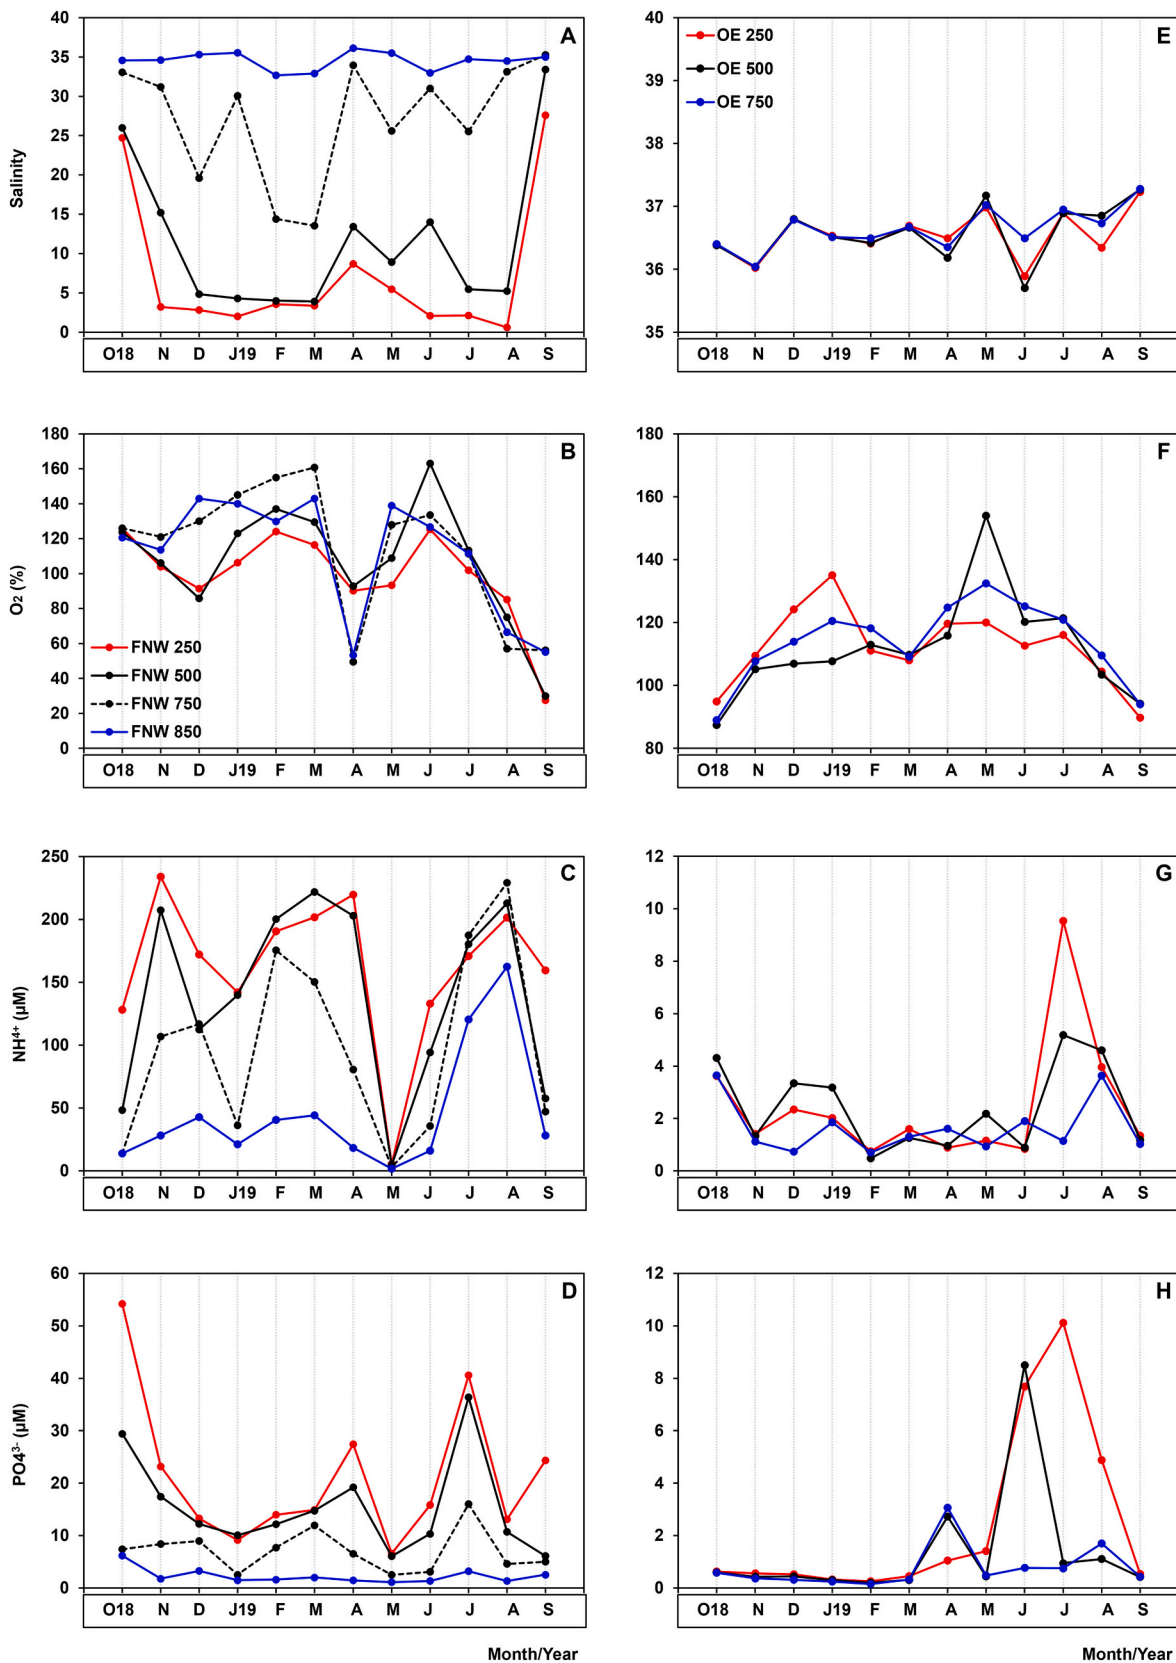 A
Salinity
40
35
30
25
20
15
10
5
0
O18 N D J19 F M A M J J A S
E
OE 250
OE 500
OE 750
40
39
38
37
36
35
O18 N D J19 F M A M J J A S
B
O2 (%)
180
160
140
120
100
80
60
40
20
0
FNW 250
FNW 500
FNW 750
FNW 850
O18 N D J19 F M A M J J A S
F
180
160
140
120
100
80
O18 N D J19 F M A M J J A S
C
NH4+ (µM)
250
200
150
100
50
0
O18 N D J19 F M A M J J A S
G
12
10
8
6
4
2
0
O18 N D J19 F M A M J J A S
D
PO43- (µM)
60
50
40
30
20
10
0
O18 N D J19 F M A M J J A S
Month/Year
H
12
10
8
6
4
2
0
O18 N D J19 F M A M J J A S
Month/Year